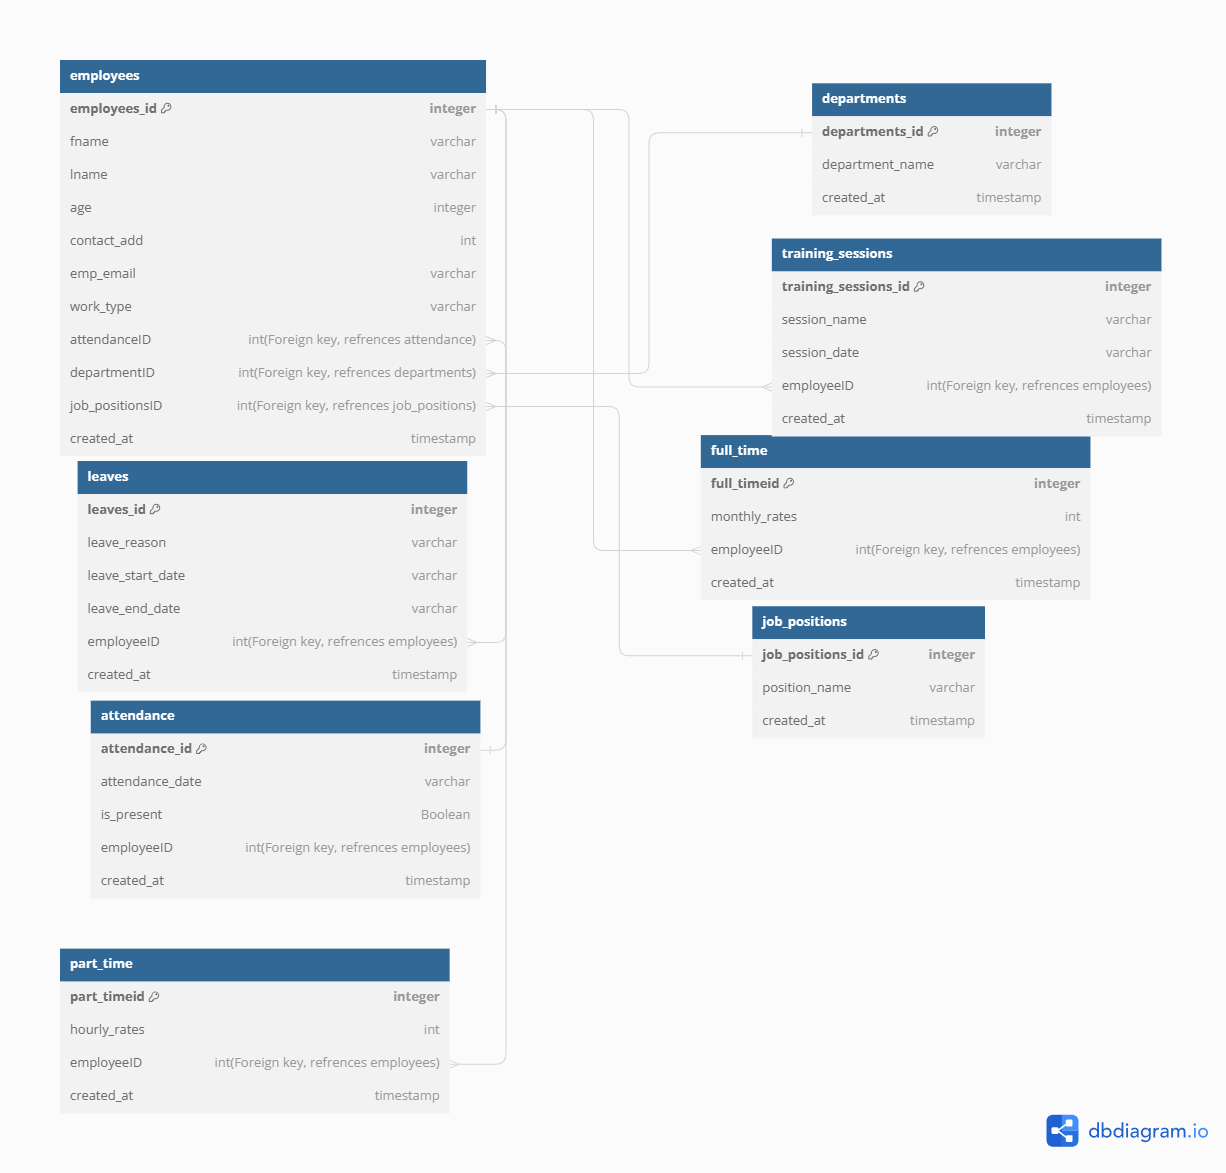 employees
employees_id integer
fname varchar
lname varchar
age integer
contact_add int
emp_email varchar
work_type varchar
attendanceID int(Foreign key, refrences attendance)
departmentID int(Foreign key, refrences departments)
job_positionsID int(Foreign key, refrences job_positions)
created_at timestamp
leaves
leaves_id integer
leave_reason varchar
leave_start_date varchar
leave_end_date varchar
employeeID int(Foreign key, refrences employees)
created_at timestamp
attendance
attendance_id integer
attendance_date varchar
is_present Boolean
employeeID int(Foreign key, refrences employees)
created_at timestamp
part_time
part_timeid integer
hourly_rates int
employeeID int(Foreign key, refrences employees)
created_at timestamp
departments
departments_id integer
department_name varchar
created_at timestamp
training_sessions
training_sessions_id integer
session_name varchar
session_date varchar
employeeID int(Foreign key, refrences employees)
created_at timestamp
full_time
full_timeid integer
monthly_rates int
employeeID int(Foreign key, refrences employees)
created_at timestamp
job_positions
job_positions_id integer
position_name varchar
created_at timestamp
dbdiagram.io